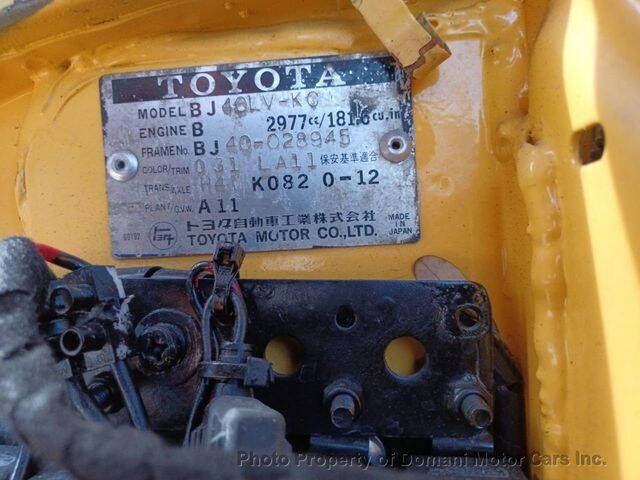 TOYOTA
MODEL BJ40LV-KC
ENGINE B 2977cc/181.6cu.in
FRAME No. BJ40-028945
COLOR/TRIM 031 LA11 保安基準適合
TRANS./AXLE H41 K082 0-12
PLANT/G.V.W. A11
トヨタ自動車工業株式会社
TOYOTA MOTOR CO.,LTD.
MADE IN JAPAN
Photo Property of Domani Motor Cars Inc.